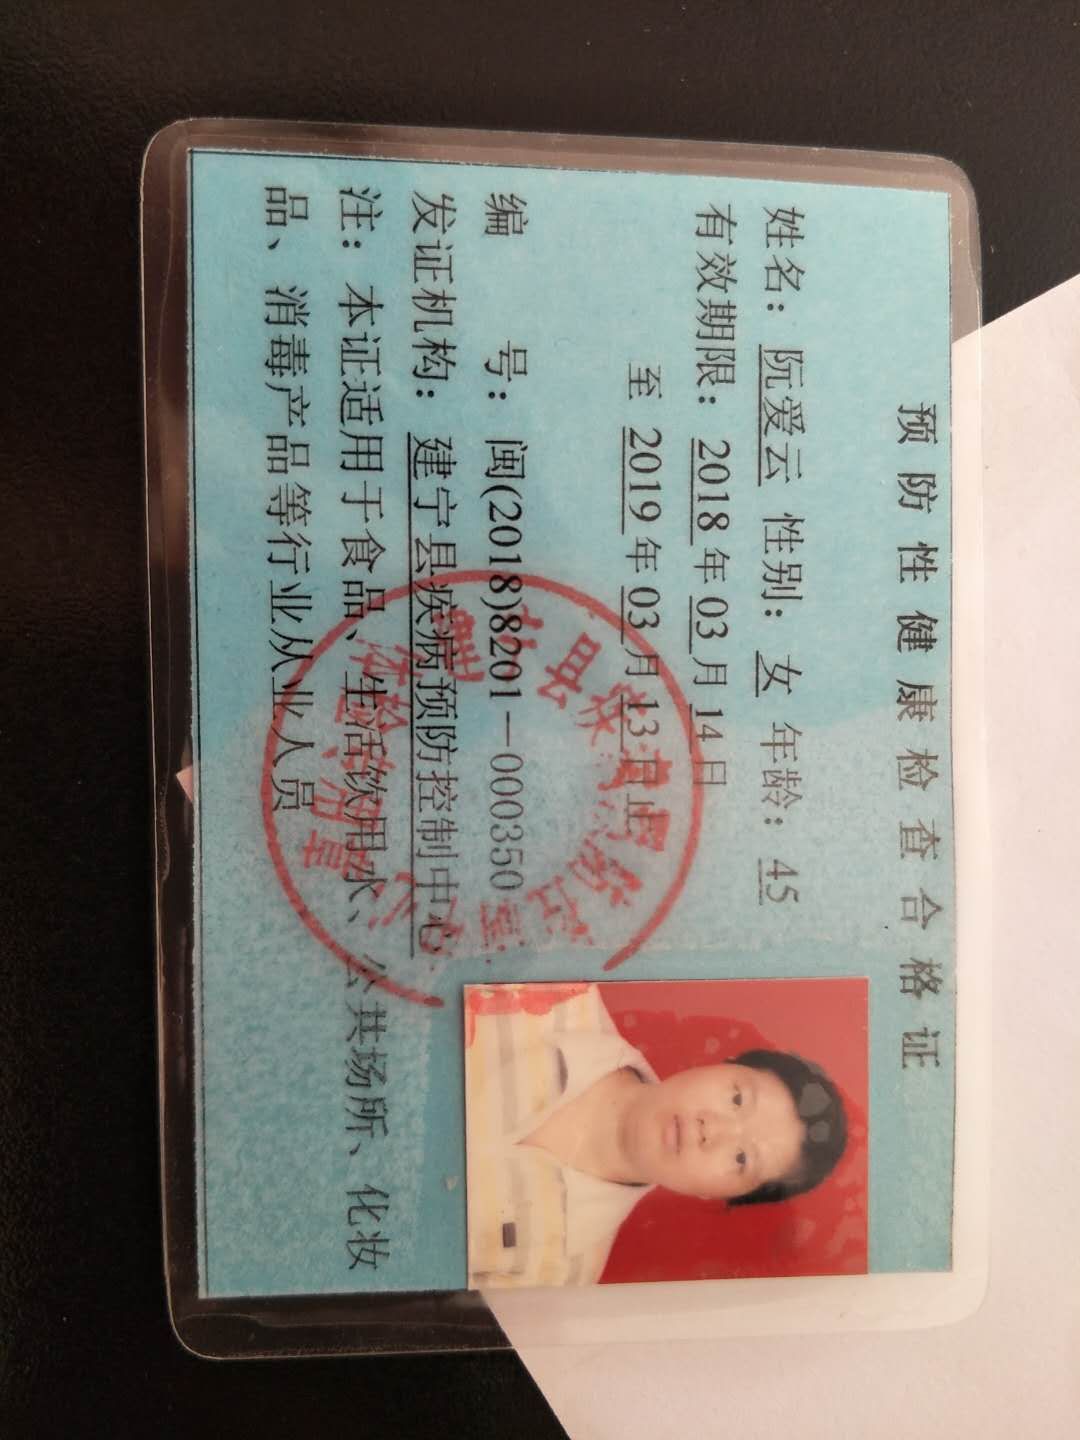 预防性健康检查合格证
姓名：阮爱云 性别：女 年龄：45
有效期限：2018年03月14日
至2019年03月13日止
编 号：闽(2018)8201－000350
发证机构：建宁县疾病预防控制中心
注：本证适用于食品、生活饮用水、公共场所、化妆
品、消毒产品等行业从业人员